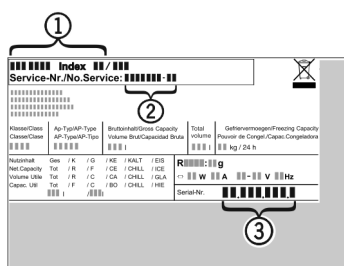 1
Index /
Service-Nr./No.Service: -
2
Klasse/Class Ap-Typ/AP-Type Bruttoinhalt/Gross Capacity Total Gefriervermoegen/Freezing Capacity
Classe/Clase AP-Type/AP-Tipo Volume Brut/Capacidad Bruta volume Pouvoir de Congel./Capac.Congeladora
l l kg / 24 h
Nutzinhalt Ges / K / G / KE / KALT / EIS R : g
Net.Capacity Tot / R / F / CE / CHILL / ICE
Volume Utile Tot / R / C / CA / CHILL / GLA W A - V Hz
Capac. Util Tot / F / C / BO / CHILL / HIE
l / l Serial-Nr.
3